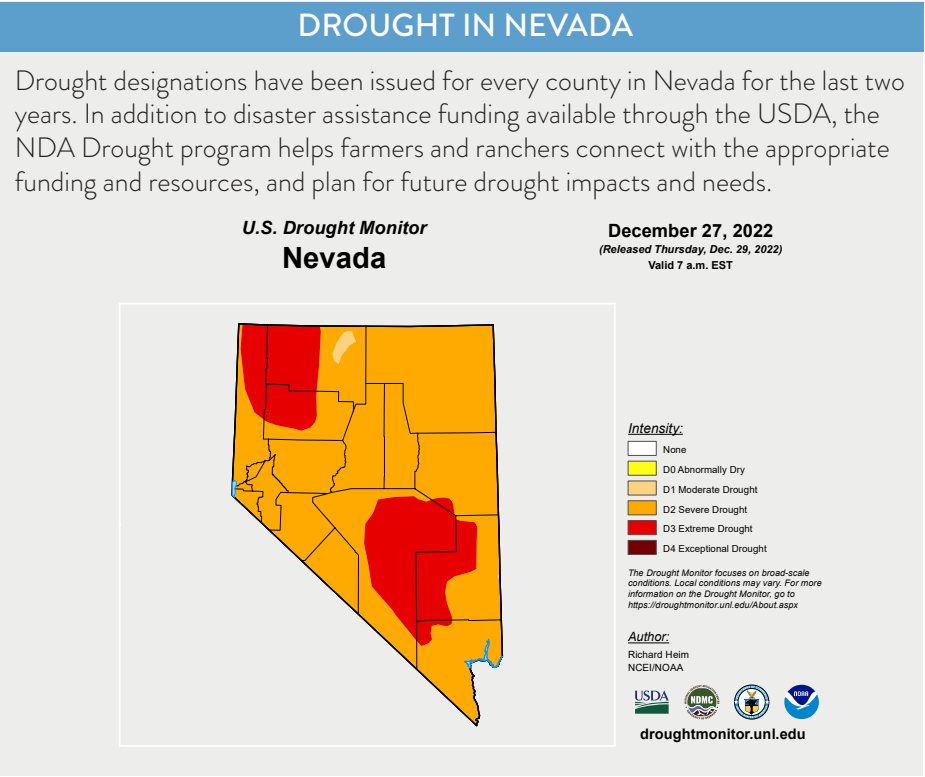 DROUGHT IN NEVADA
Drought designations have been issued for every county in Nevada for the last two
years. In addition to disaster assistance funding available through the USDA, the
NDA Drought program helps farmers and ranchers connect with the appropriate
funding and resources, and plan for future drought impacts and needs.
U.S. Drought Monitor
Nevada
December 27, 2022
(Released Thursday, Dec. 29, 2022)
Valid 7 a.m. EST
Intensity:
None
D0 Abnormally Dry
D1 Moderate Drought
D2 Severe Drought
D3 Extreme Drought
D4 Exceptional Drought
The Drought Monitor focuses on broad-scale
conditions. Local conditions may vary. For more
information on the Drought Monitor, go to
https://droughtmonitor.unl.edu/About.aspx
Author:
Richard Heim
NCEI/NOAA
USDA
NDMC
NOAA
droughtmonitor.unl.edu